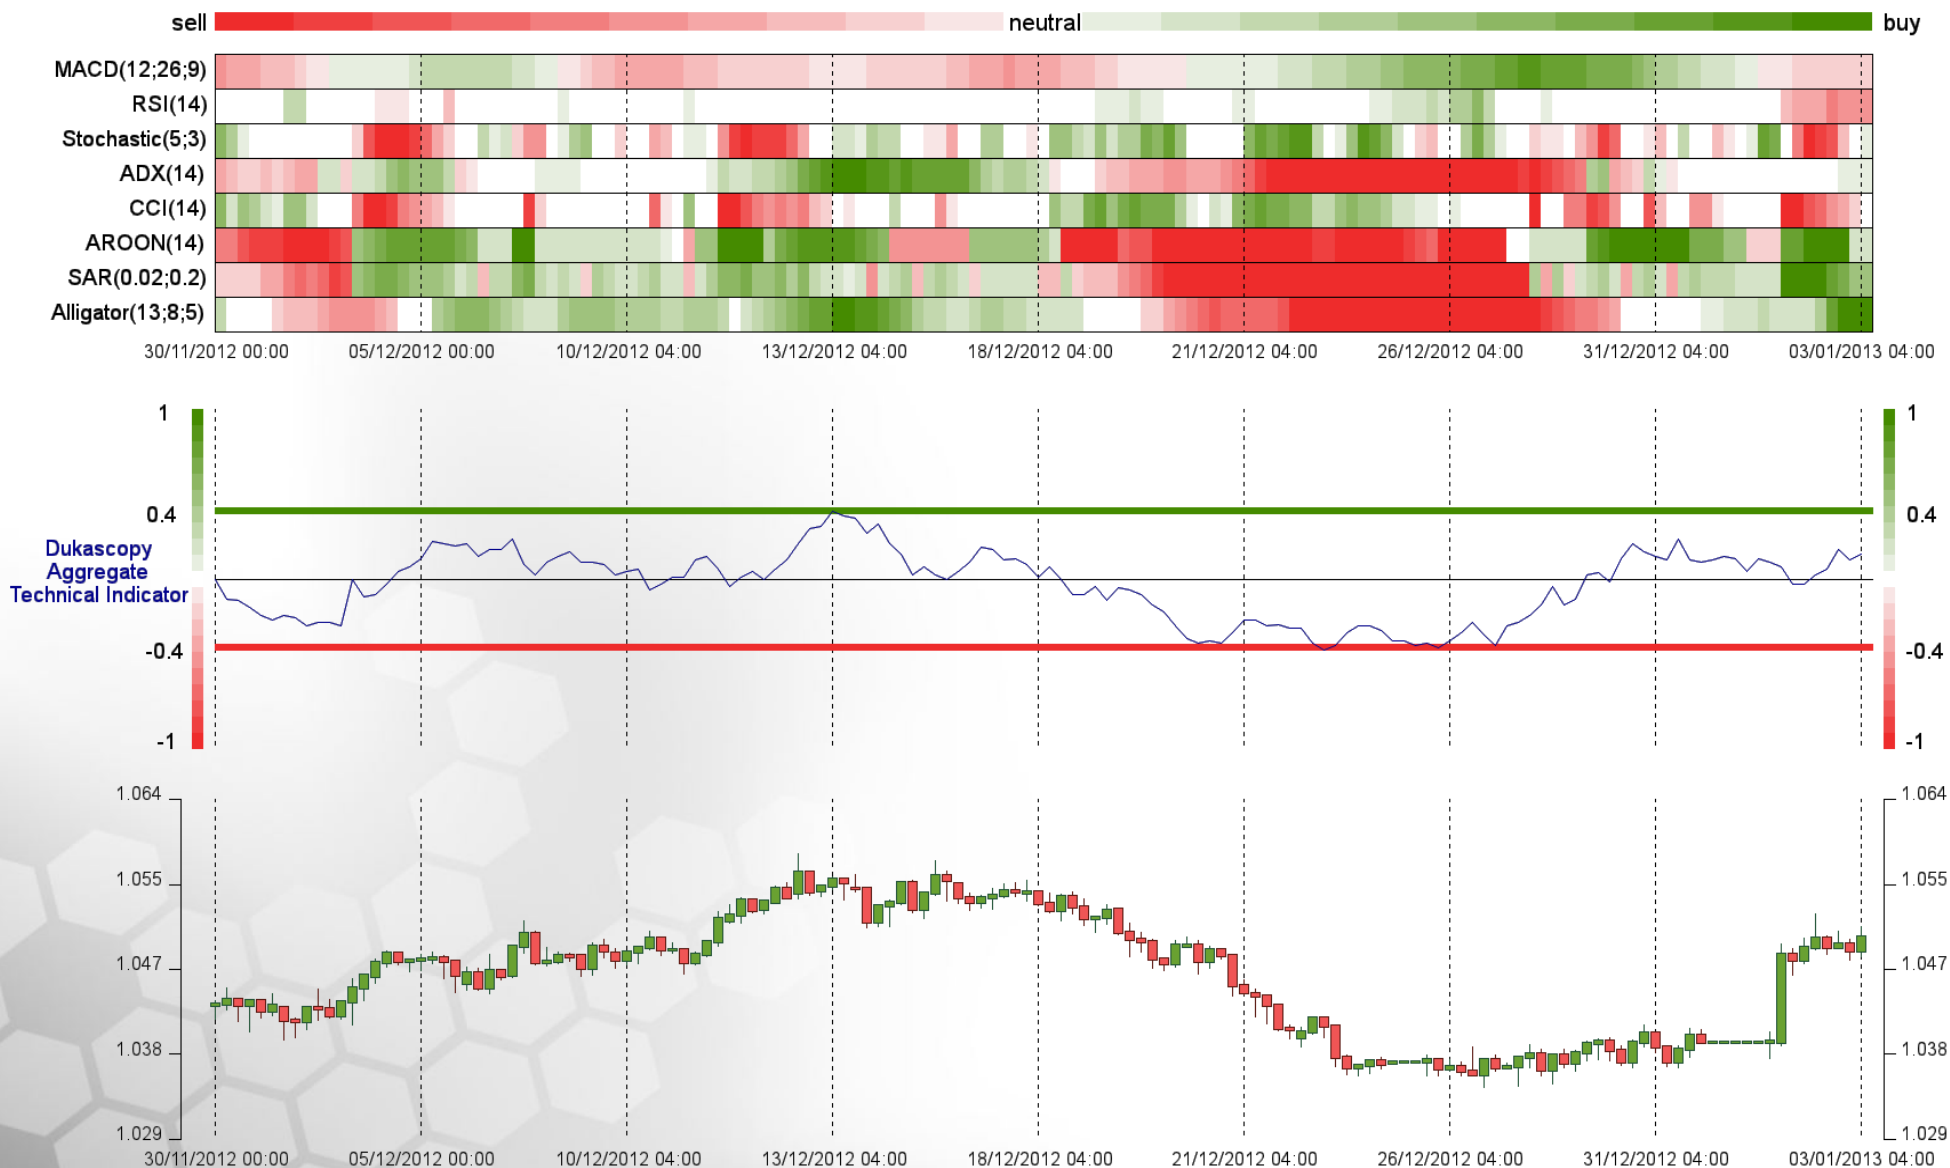 sell neutral buy
MACD(12;26;9)
RSI(14)
Stochastic(5;3)
ADX(14)
CCI(14)
AROON(14)
SAR(0.02;0.2)
Alligator(13;8;5)
30/11/2012 00:00 05/12/2012 00:00 10/12/2012 04:00 13/12/2012 04:00 18/12/2012 04:00 21/12/2012 04:00 26/12/2012 04:00 31/12/2012 04:00 03/01/2013 04:00
1 1
0.4 0.4
Dukascopy
Aggregate
Technical Indicator
-0.4 -0.4
-1 -1
1.064 1.064
1.055 1.055
1.047 1.047
1.038 1.038
1.029 1.029
30/11/2012 00:00 05/12/2012 00:00 10/12/2012 04:00 13/12/2012 04:00 18/12/2012 04:00 21/12/2012 04:00 26/12/2012 04:00 31/12/2012 04:00 03/01/2013 04:00